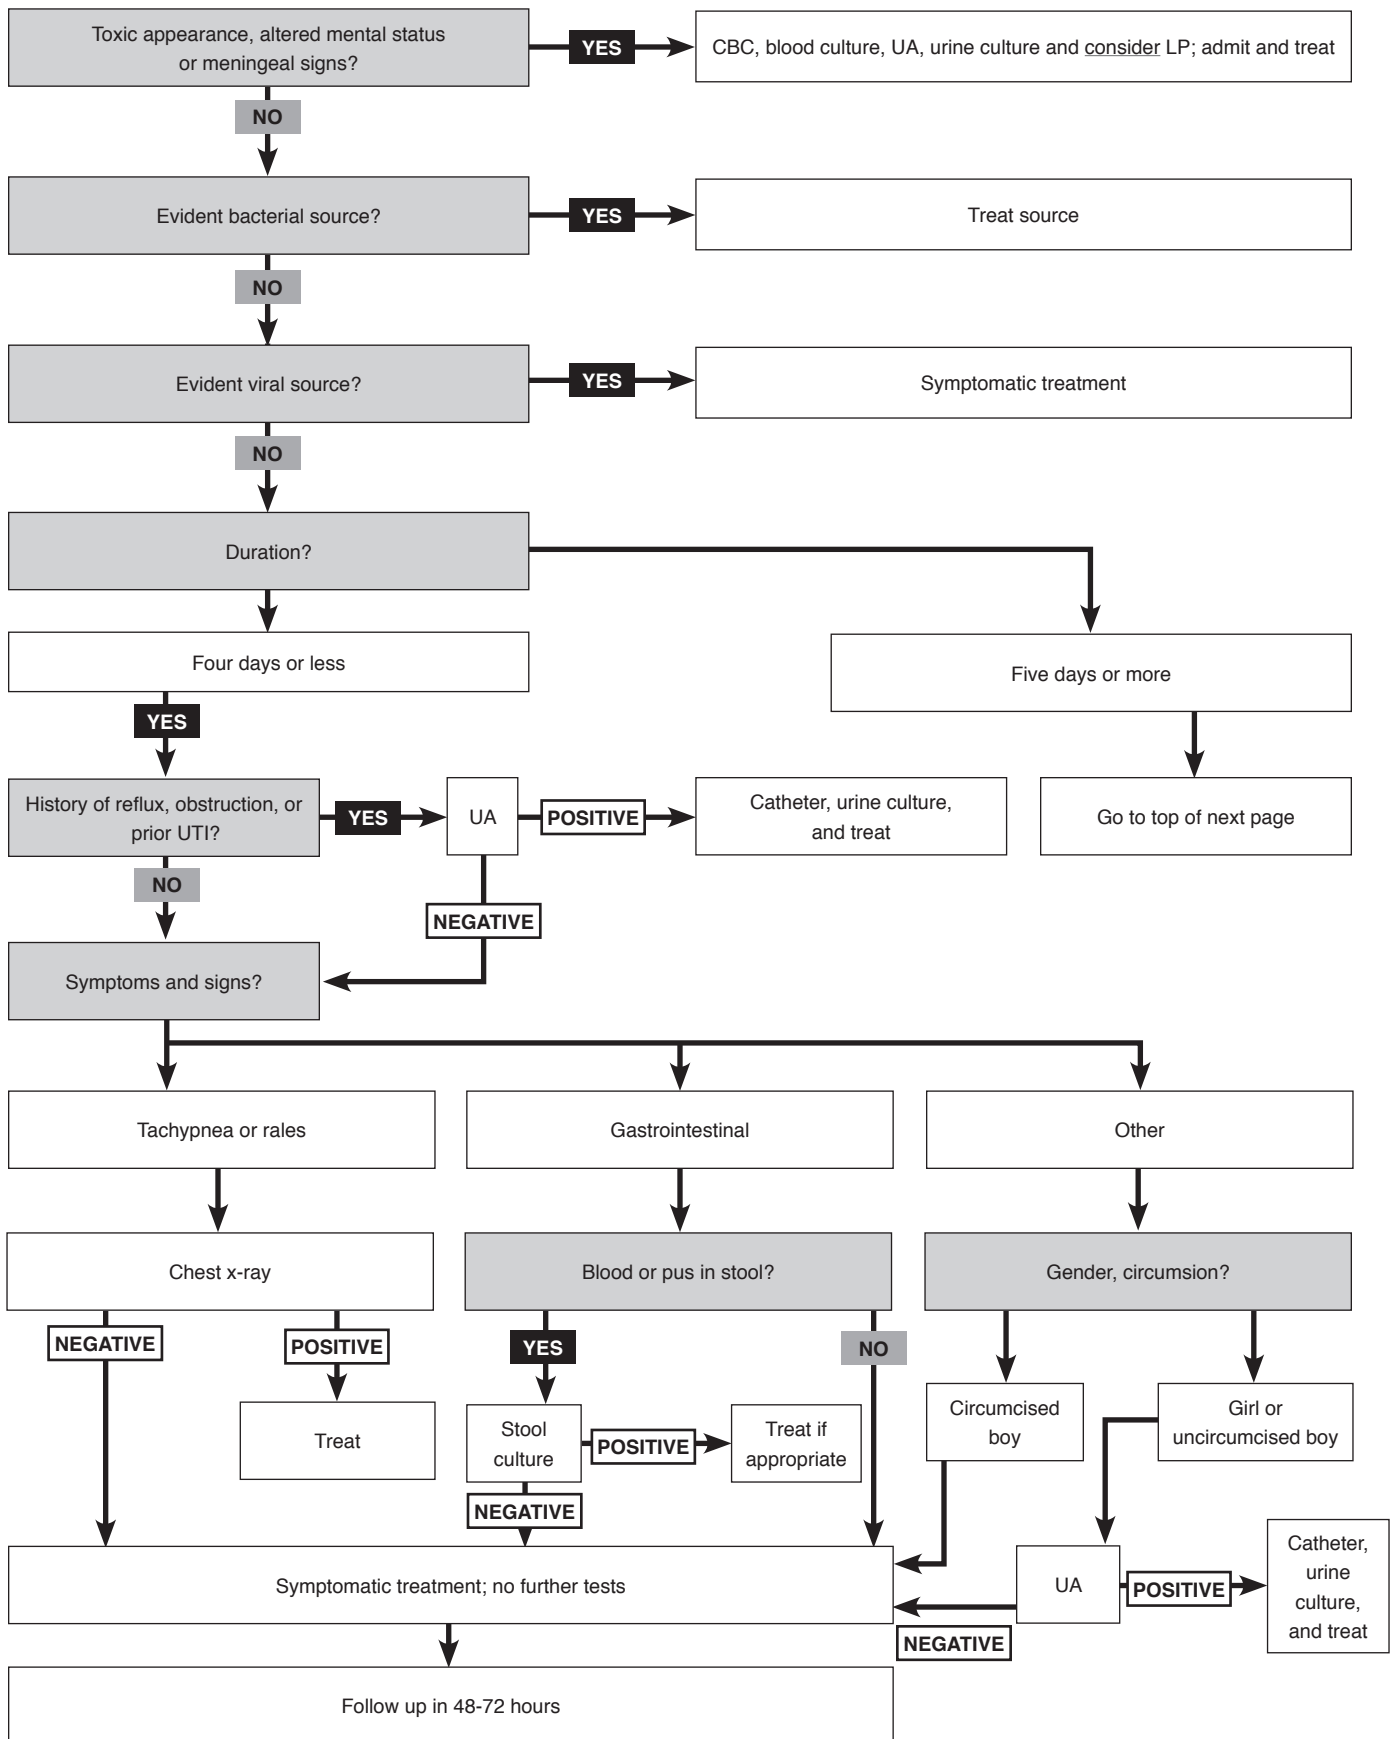 Toxic appearance, altered mental status
or meningeal signs?
YES
CBC, blood culture, UA, urine culture and consider LP; admit and treat
NO
Evident bacterial source?
YES
Treat source
NO
Evident viral source?
YES
Symptomatic treatment
NO
Duration?
Four days or less
Five days or more
YES
History of reflux, obstruction, or
prior UTI?
YES
UA
POSITIVE
Catheter, urine culture,
and treat
Go to top of next page
NO
NEGATIVE
Symptoms and signs?
Tachypnea or rales
Gastrointestinal
Other
Chest x-ray
Blood or pus in stool?
Gender, circumsion?
NEGATIVE
POSITIVE
YES
NO
Treat
Stool
culture
POSITIVE
Treat if
appropriate
Circumcised
boy
Girl or
uncircumcised boy
NEGATIVE
Symptomatic treatment; no further tests
UA
POSITIVE
Catheter,
urine
culture,
and treat
NEGATIVE
Follow up in 48-72 hours